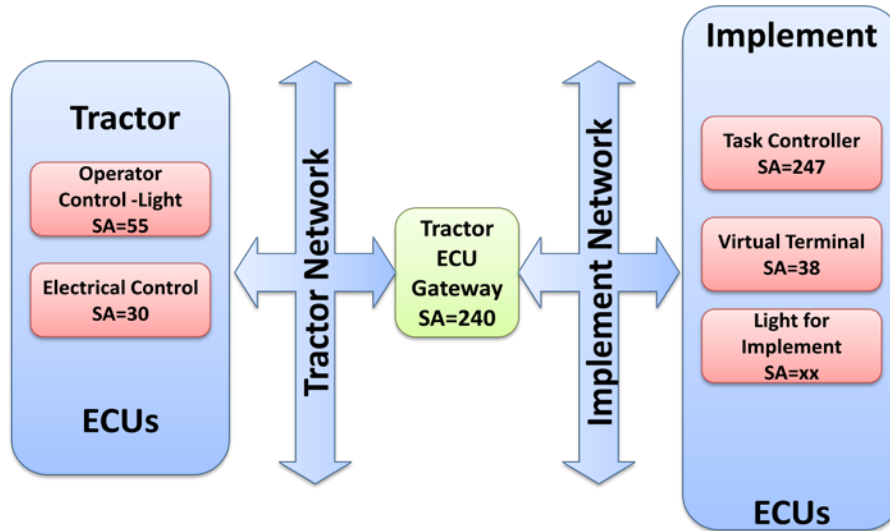 Tractor
Operator
Control -Light
SA=55
Electrical Control
SA=30
ECUs
Tractor Network
Tractor
ECU
Gateway
SA=240
Implement Network
Implement
Task Controller
SA=247
Virtual Terminal
SA=38
Light for
Implement
SA=xx
ECUs